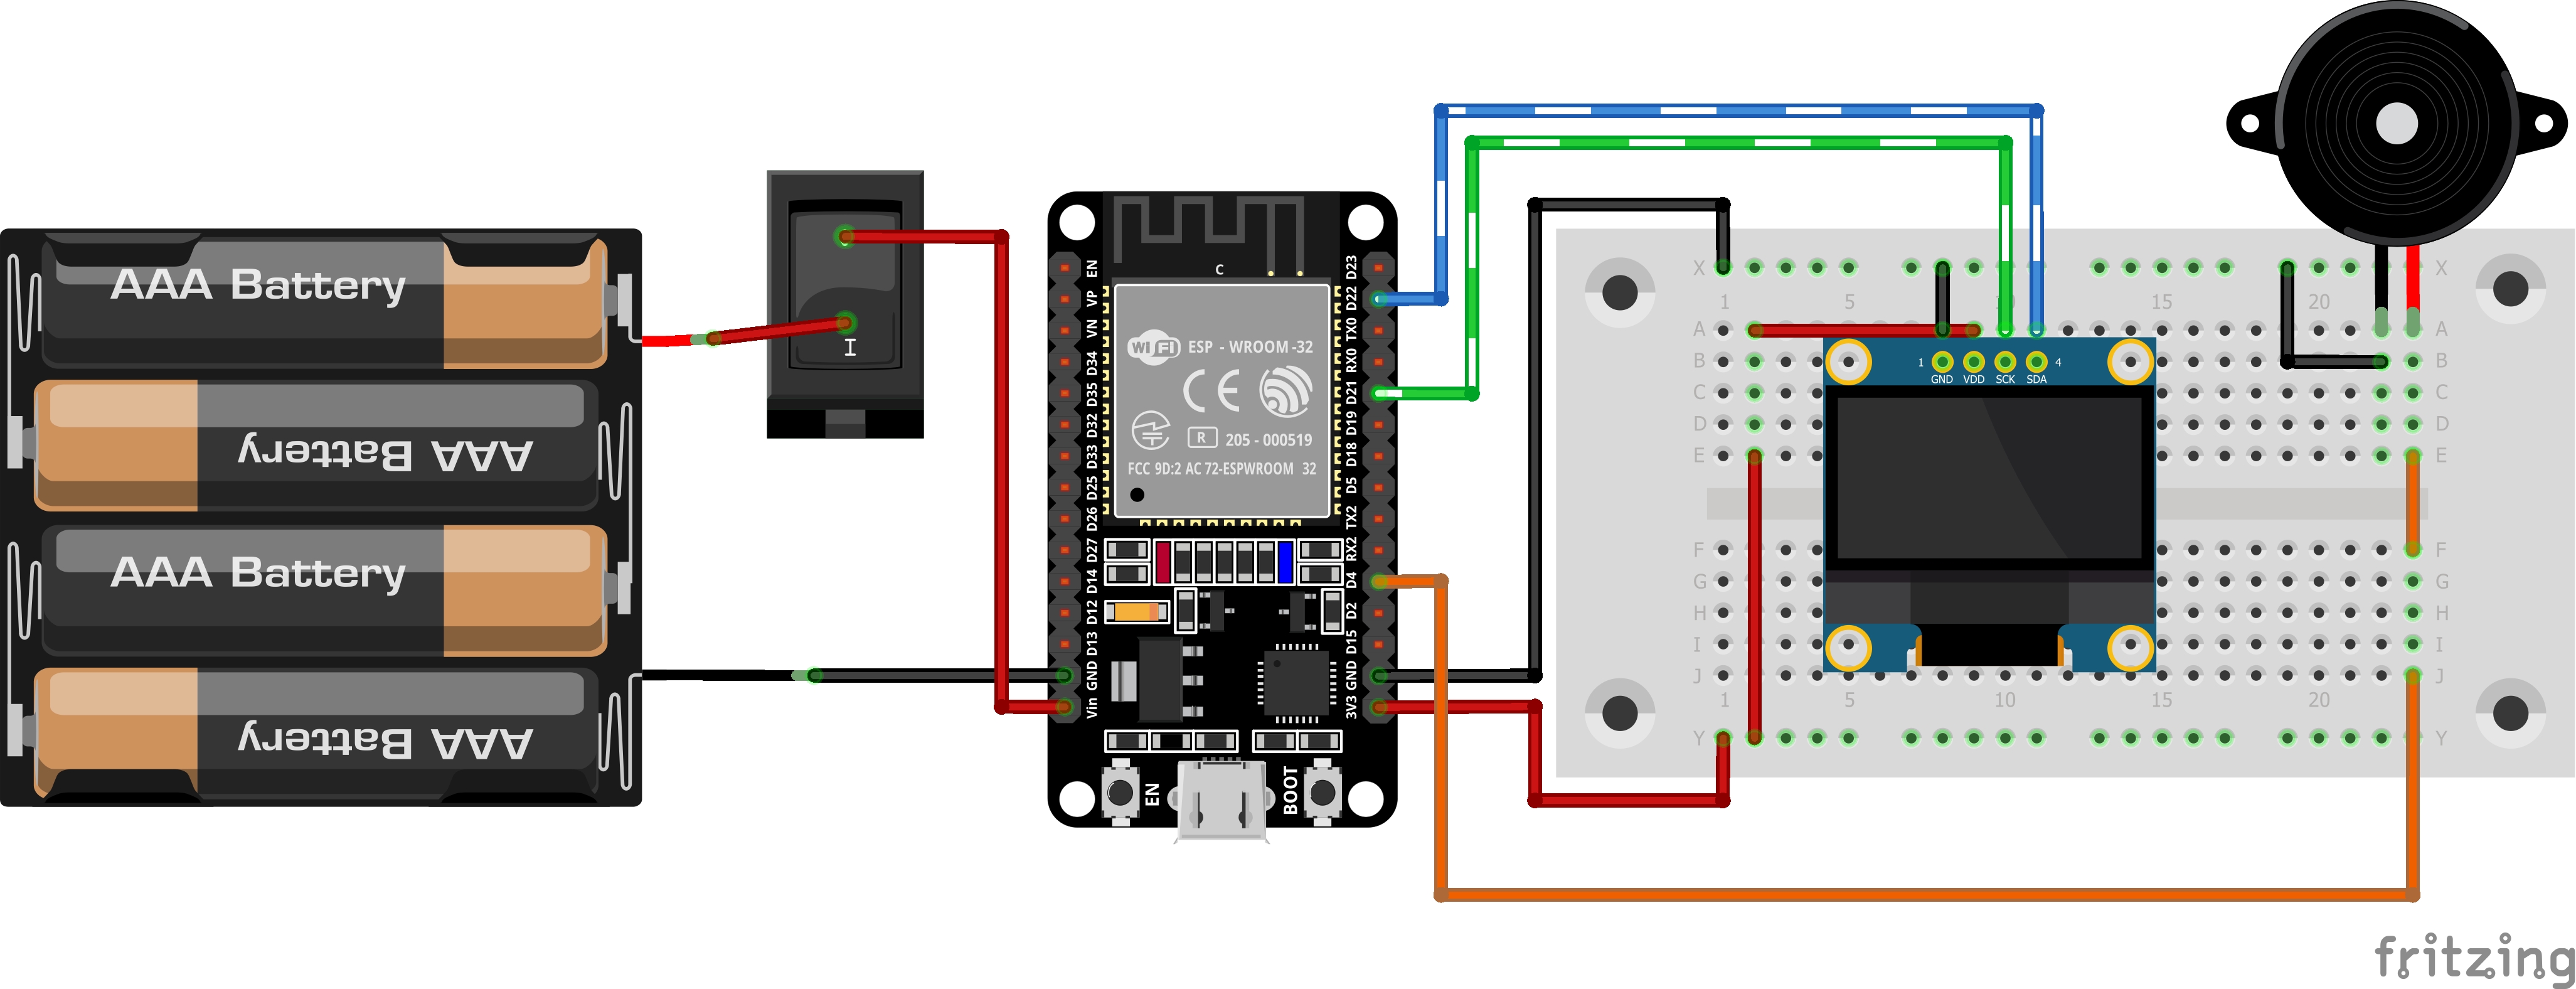 AAA Battery
AAA Battery
AAA Battery
AAA Battery
I
EN
VP
VN
D34
D35
D32
D33
D25
D26
D27
D14
D12
D13
GND
Vin
C
WiFi ESP - WROOM -32
CE
R 205 - 000519
FCC 9D:2 AC 72-ESPWROOM 32
D23
D22
TX0
RX0
D21
D19
D18
D5
TX2
RX2
D4
D2
D15
GND
3V3
EN
BOOT
X X
1 5 10 15 20
A A
B B
C C
D D
E E
F F
G G
H H
I I
J J
1 5 10 15 20
Y Y
1 4
GND VDD SCK SDA
fritzing